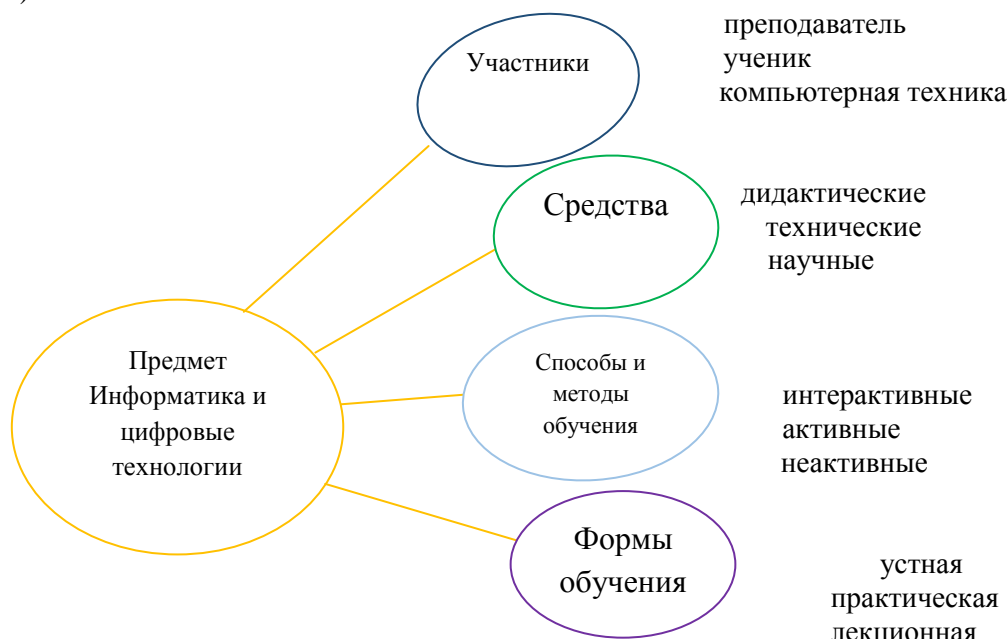 )
Участники
преподаватель
ученик
компьютерная техника
Средства
дидактические
технические
научные
Предмет
Информатика и
цифровые
технологии
Способы и
методы
обучения
интерактивные
активные
неактивные
Формы
обучения
устная
практическая
лекционная